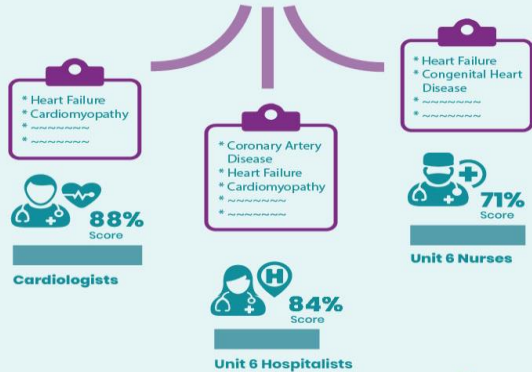 * Heart Failure
* Cardiomyopathy
* ~~~~~~~
* ~~~~~~~
88%
Score
Cardiologists
* Coronary Artery
Disease
* Heart Failure
* Cardiomyopathy
* ~~~~~~~
* ~~~~~~~
H
84%
Score
Unit 6 Hospitalists
* Heart Failure
* Congenital Heart
Disease
* ~~~~~~~
* ~~~~~~~
71%
Score
Unit 6 Nurses